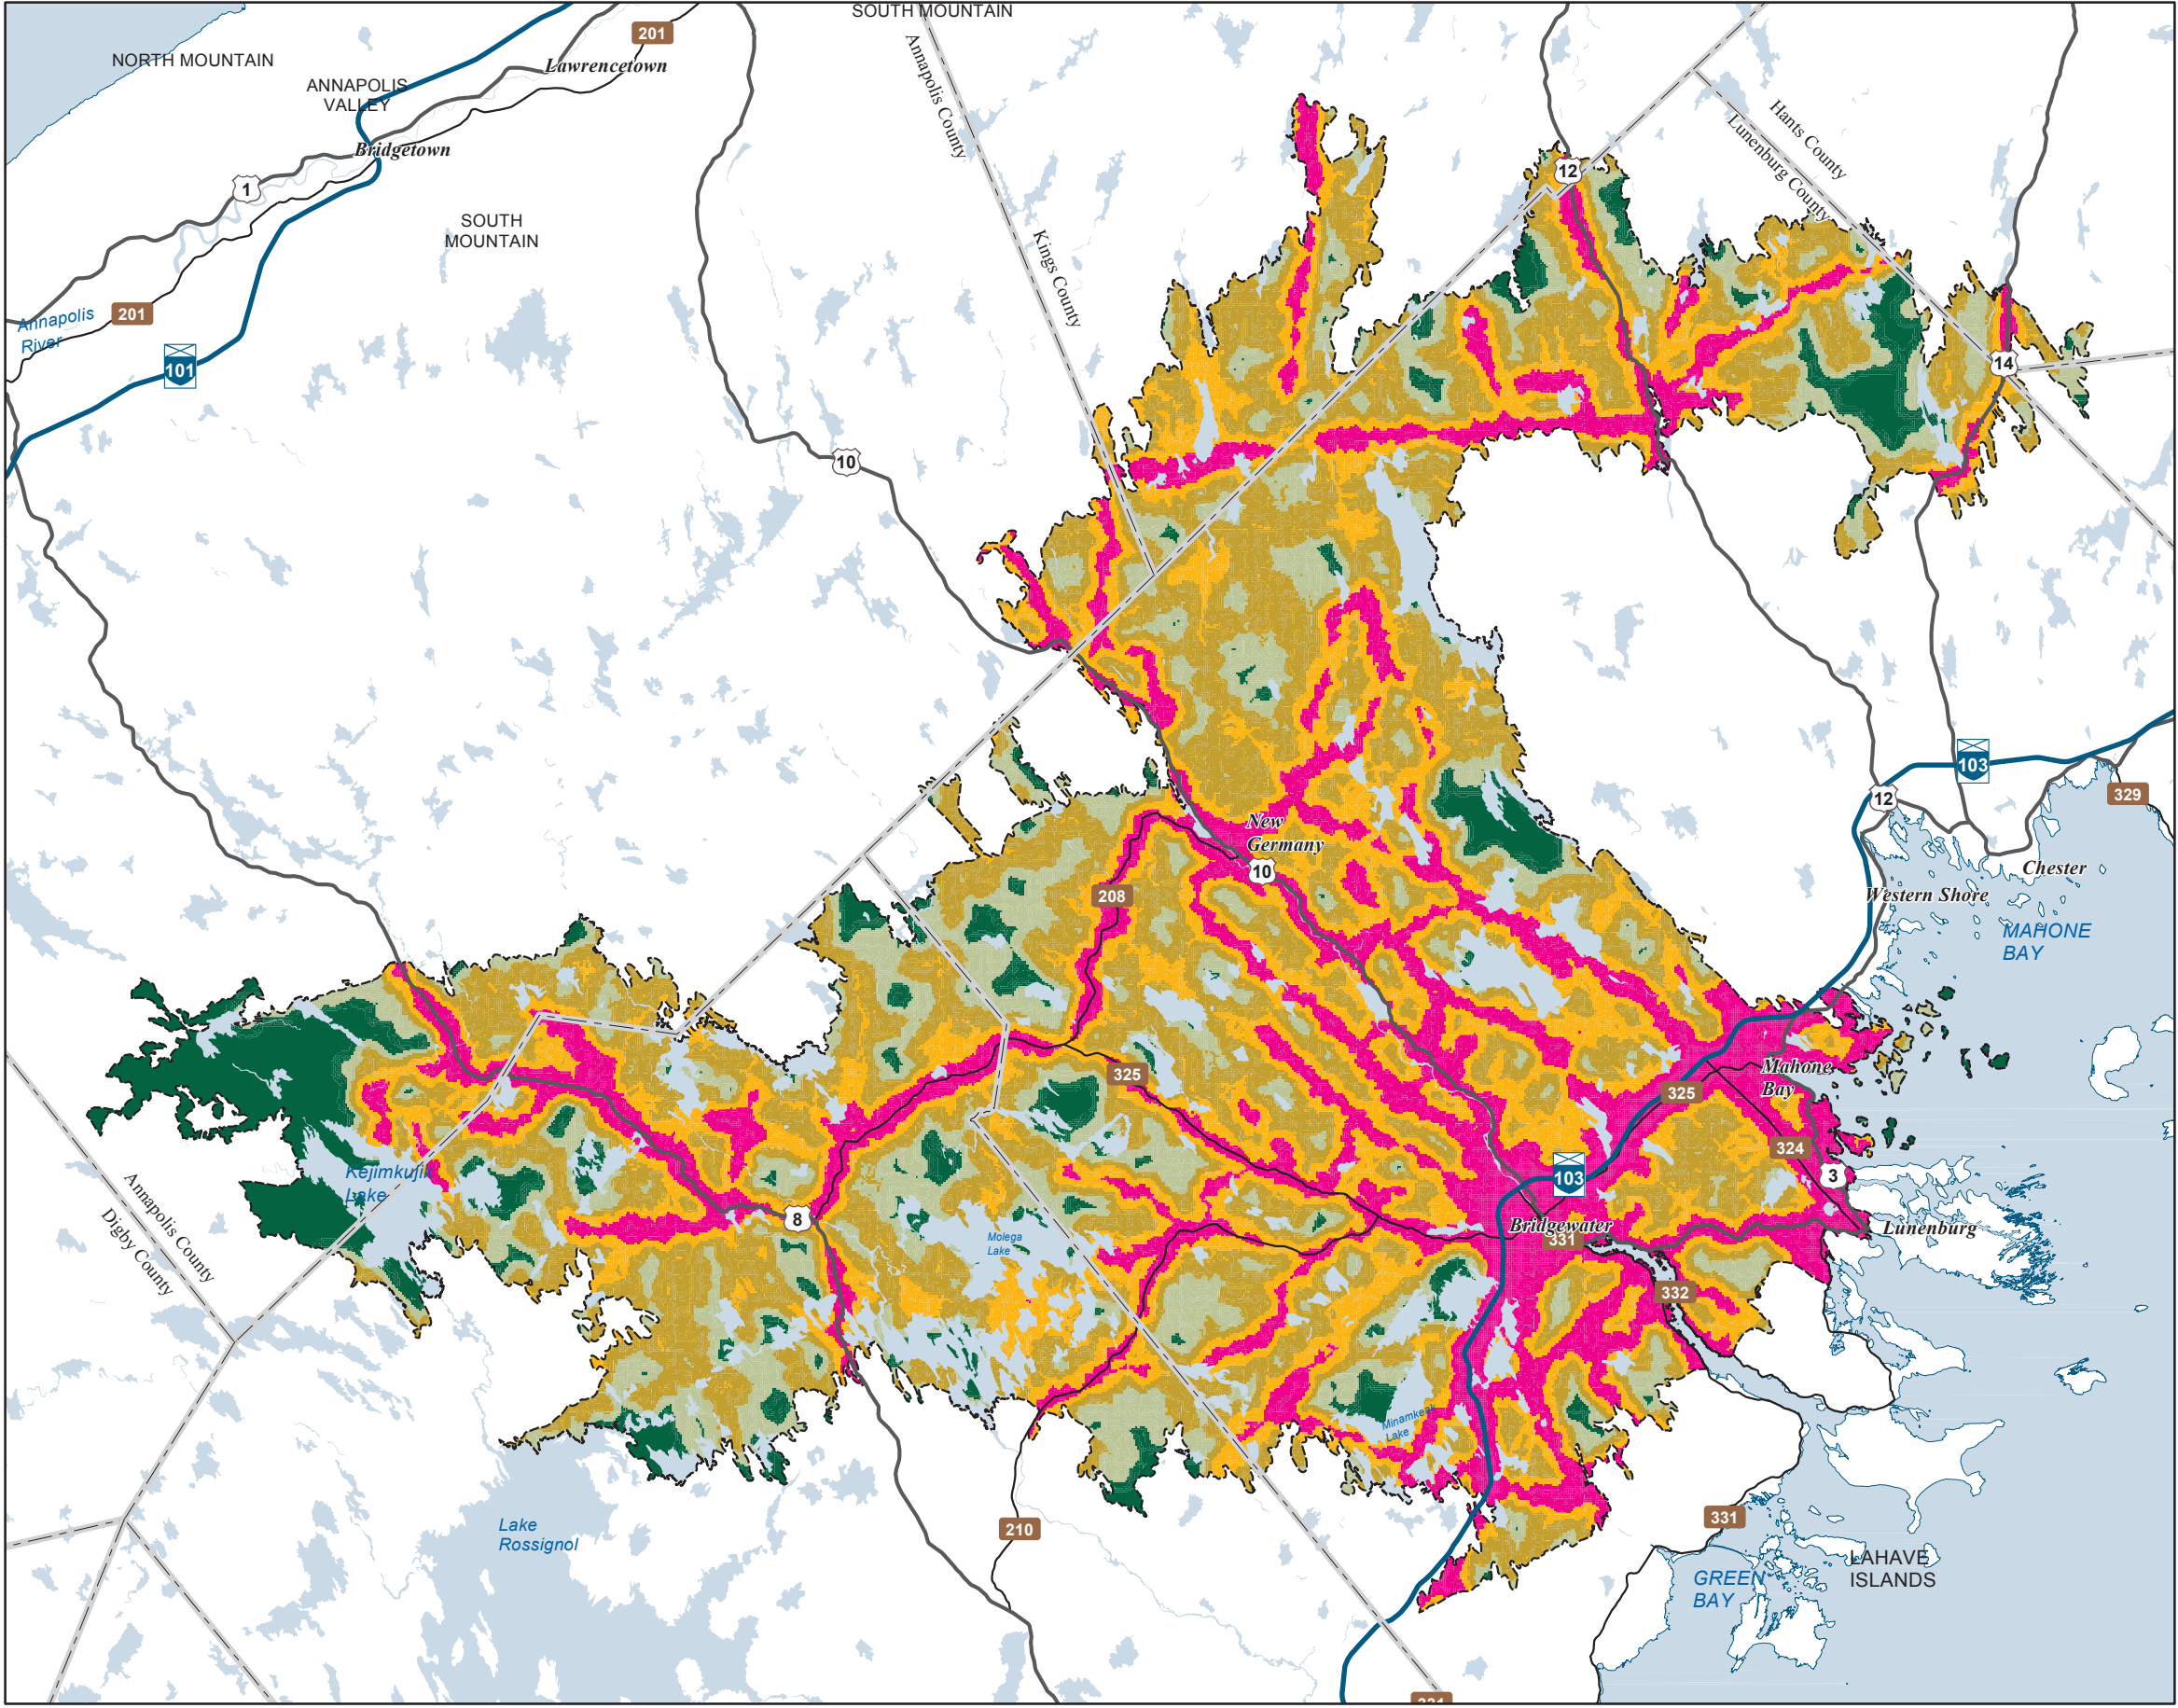 SOUTH MOUNTAIN
201
NORTH MOUNTAIN
Lawrencetown
Annapolis County
ANNAPOLIS
VALLEY
Hants County
Lunenburg County
Bridgetown
12
1
SOUTH
MOUNTAIN
Kings County
Annapolis
River
201
101
14
10
103
12
329
New
Germany
10
Chester
Western Shore
208
MAHONE
BAY
325
Mahone
Bay
325
324
Kejimkujik
Lake
103
3
Annapolis County
Digby County
8
Bridgewater
331
Lunenburg
Molega
Lake
332
Minamkeak
Lake
Lake
Rossignol
210
331
LAHAVE
ISLANDS
GREEN
BAY
331